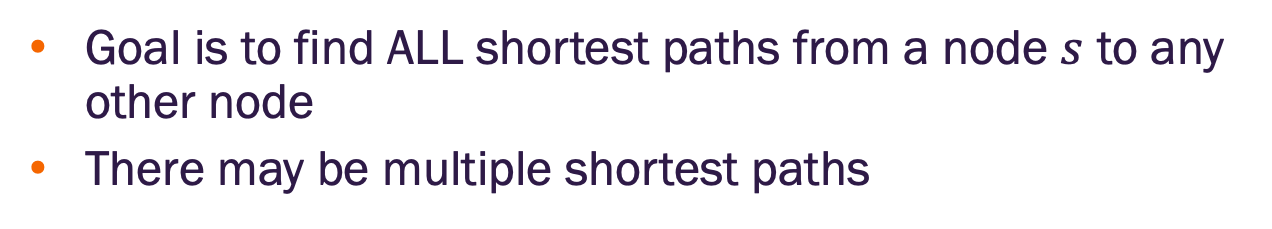 • Goal is to find ALL shortest paths from a node s to any
other node
• There may be multiple shortest paths